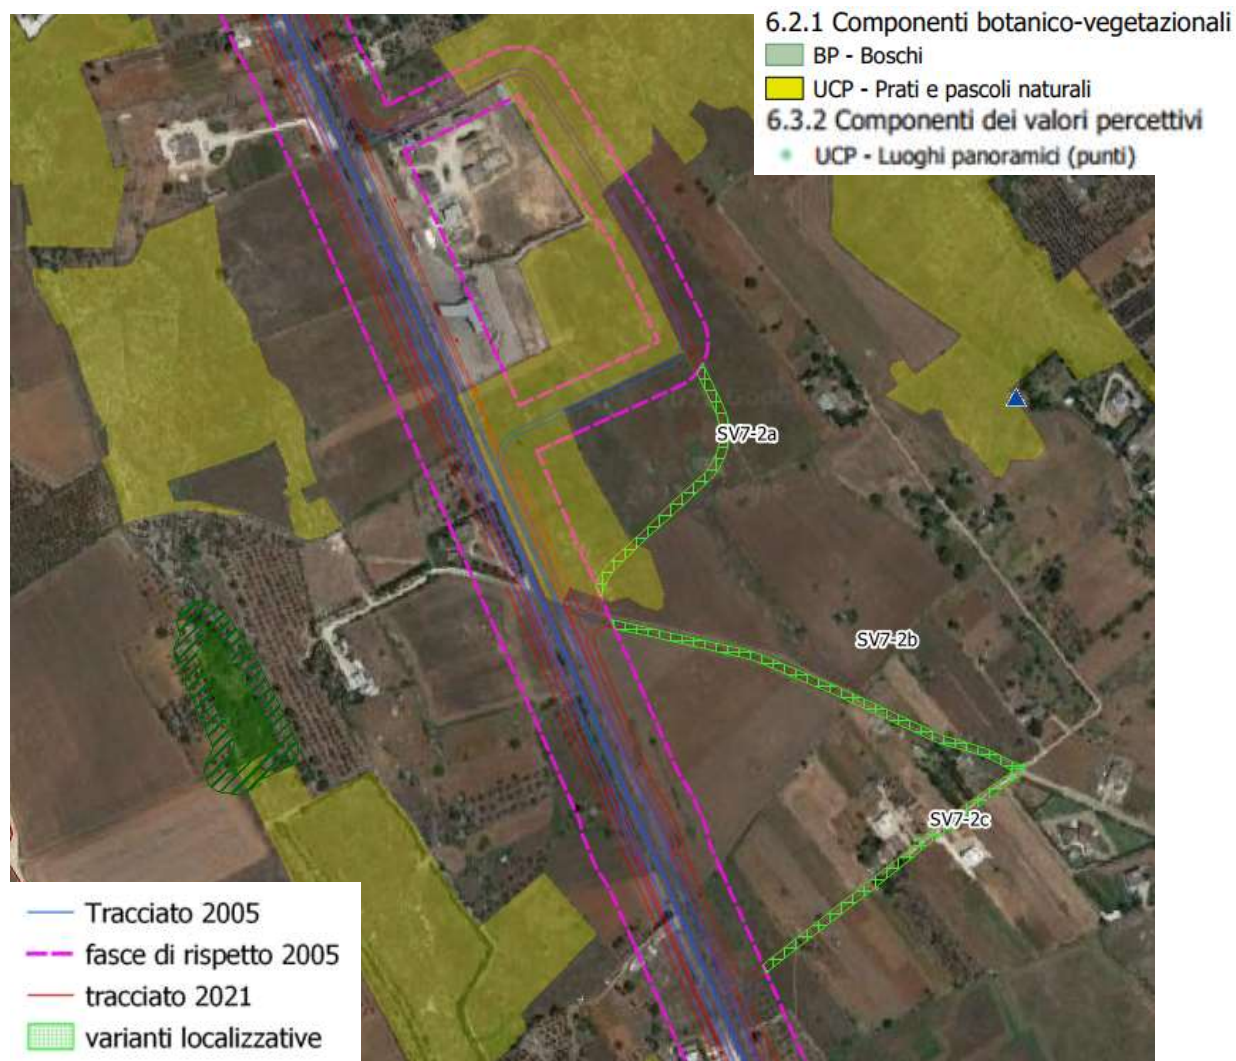 6.2.1 Componenti botanico-vegetazionali
BP - Boschi
UCP - Prati e pascoli naturali
6.3.2 Componenti dei valori percettivi
UCP - Luoghi panoramici (punti)
SV7-2a
SV7-2b
SV7-2c
Tracciato 2005
fasce di rispetto 2005
tracciato 2021
varianti localizzative